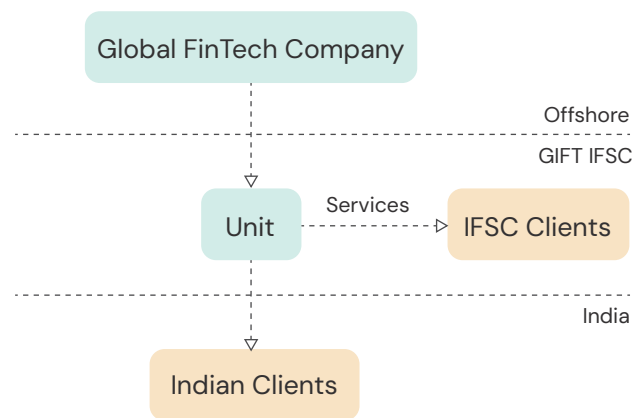 Global FinTech Company
Offshore
GIFT IFSC
Services
Unit
IFSC Clients
India
Indian Clients